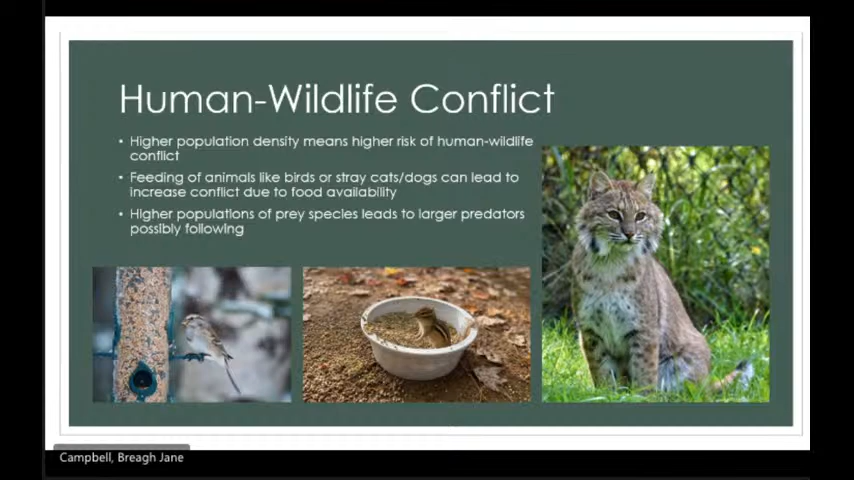 Human-Wildlife Conflict
• Higher population density means higher risk of human-wildlife
conflict
• Feeding of animals like birds or stray cats/dogs can lead to
increase conflict due to food availability
• Higher populations of prey species leads to larger predators
possibly following
Campbell, Breagh Jane